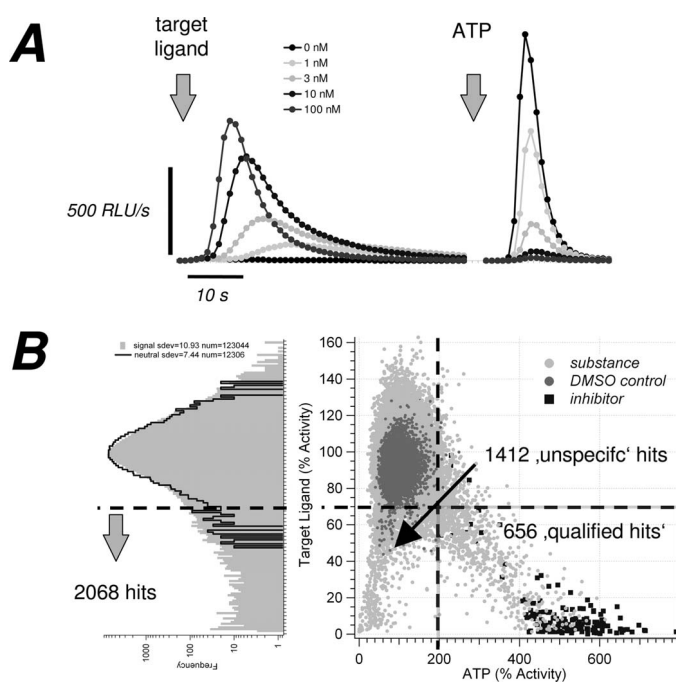 A
target
ligand
ATP
0 nM
1 nM
3 nM
10 nM
100 nM
500 RLU/s
10 s
B
signal sdev=10.93 num=123044
neutral sdev=7.44 num=12306
2068 hits
1000
100
10
1
Frequency
Target Ligand (% Activity)
160
140
120
100
80
60
40
20
0
substance
DMSO control
inhibitor
1412 ‚unspecifc‘ hits
656 ‚qualified hits‘
0
200
400
600
ATP (% Activity)